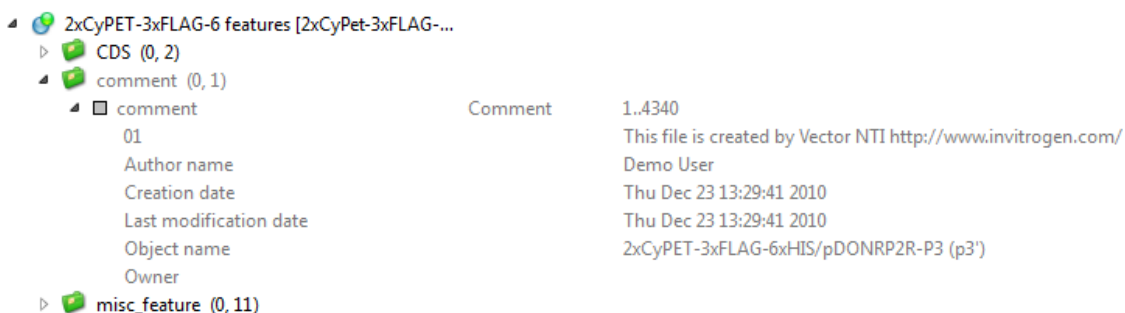 2xCyPET-3xFLAG-6 features [2xCyPet-3xFLAG-...
CDS (0, 2)
comment (0, 1)
comment Comment 1..4340
01 This file is created by Vector NTI http://www.invitrogen.com/
Author name Demo User
Creation date Thu Dec 23 13:29:41 2010
Last modification date Thu Dec 23 13:29:41 2010
Object name 2xCyPET-3xFLAG-6xHIS/pDONRP2R-P3 (p3')
Owner
misc_feature (0, 11)